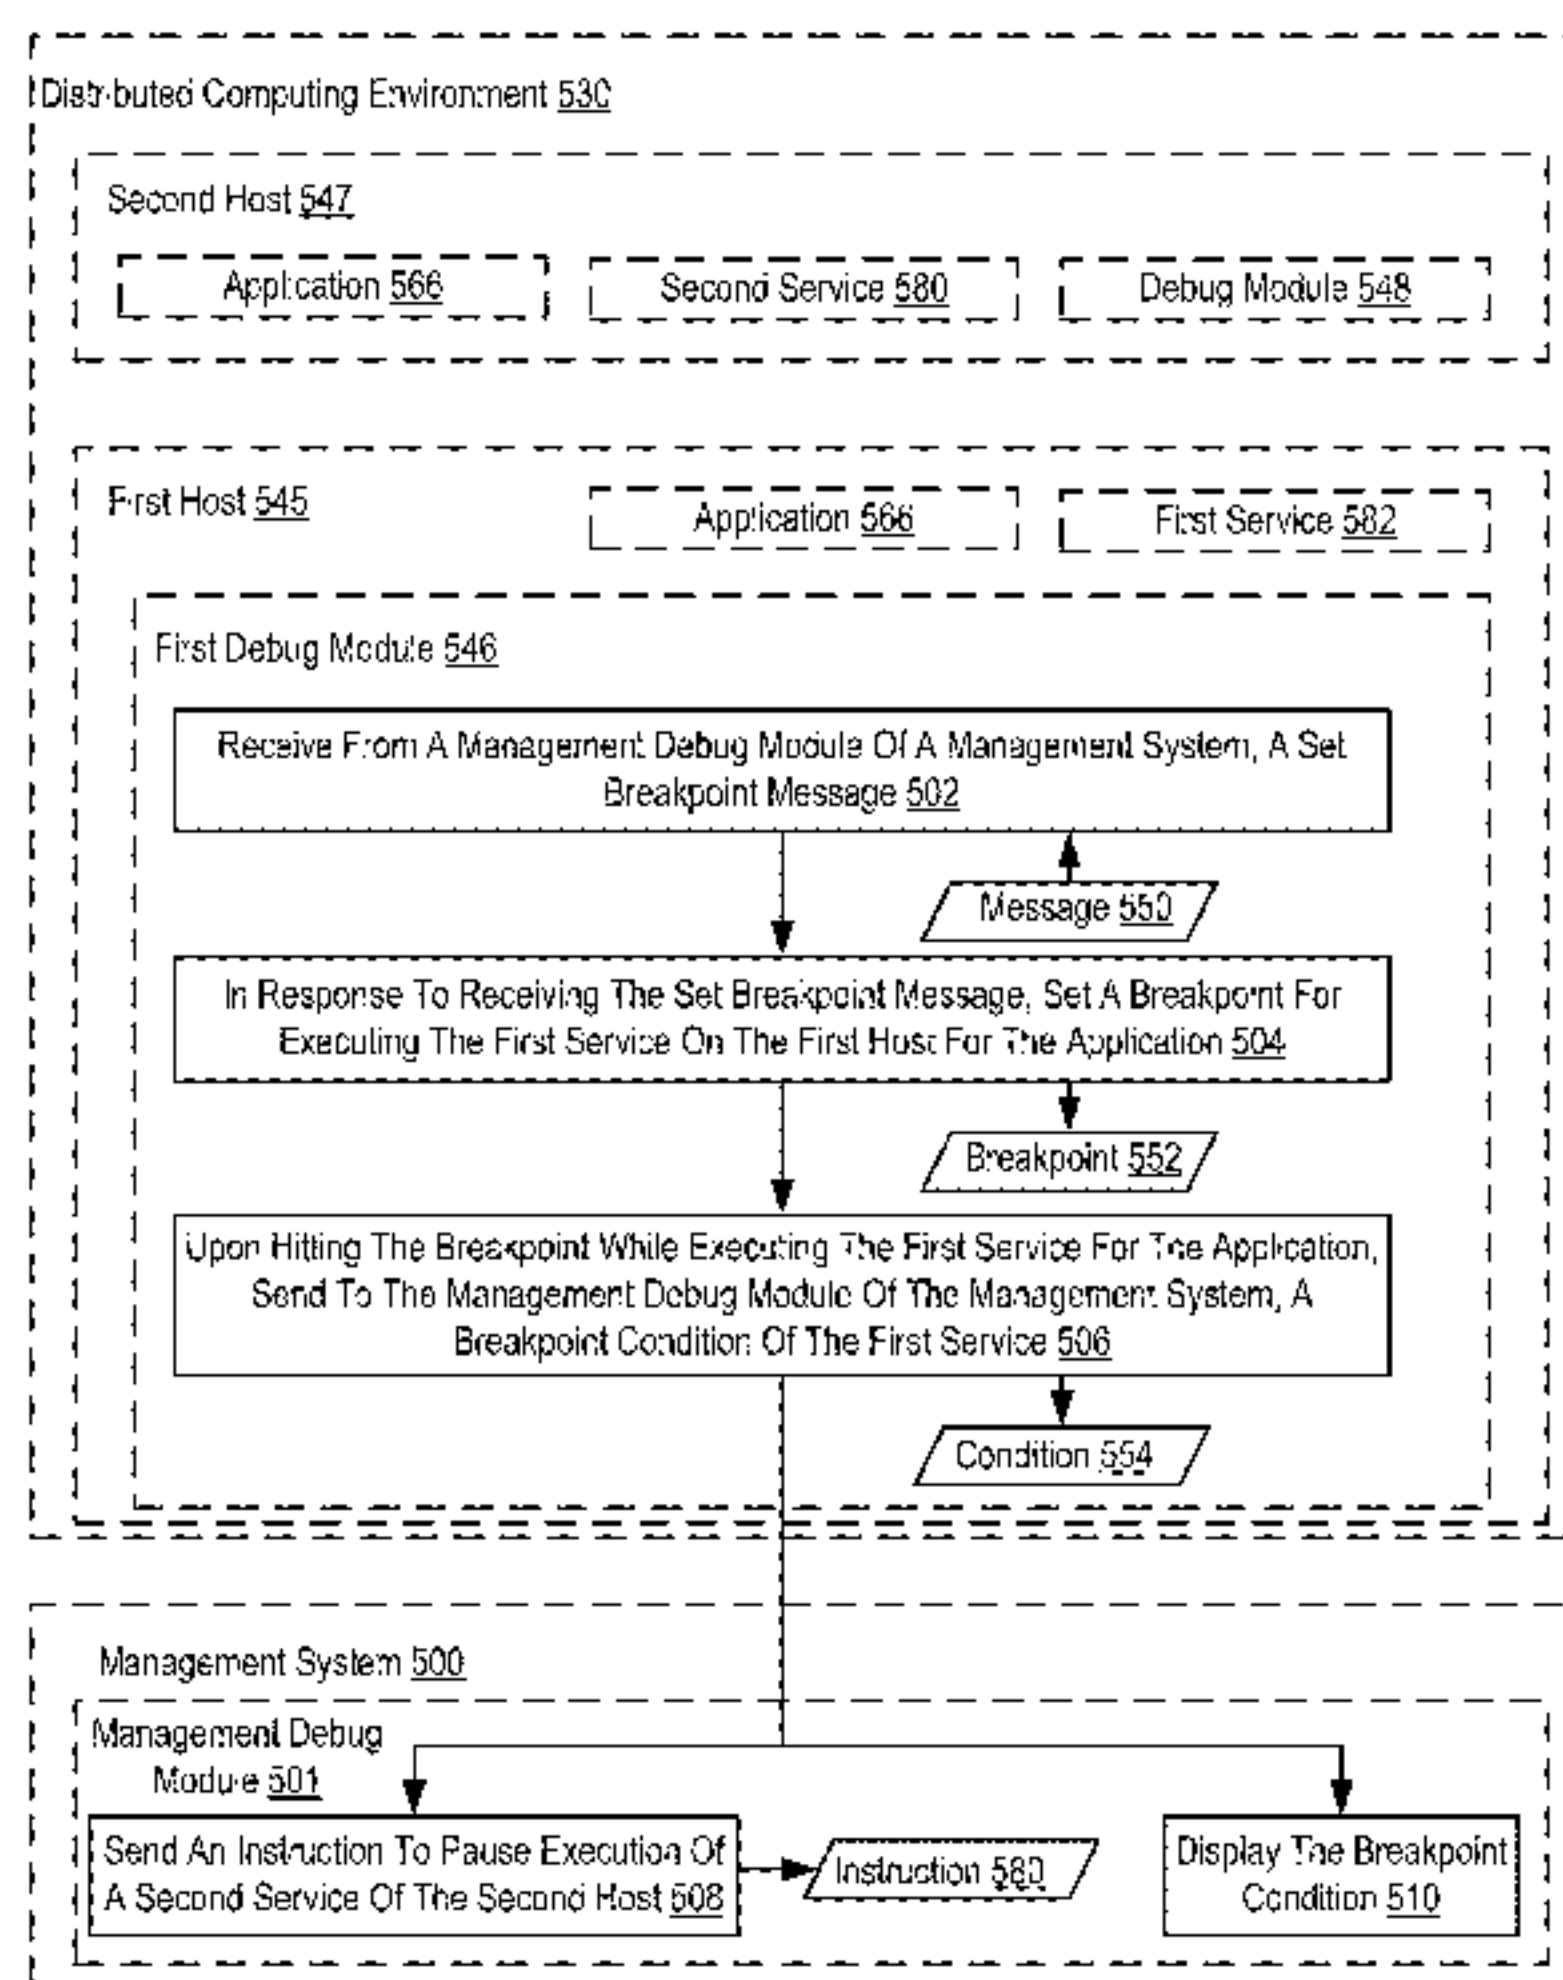 Distributed Computing Environment 530
Second Host 547
Application 566
Second Service 580
Debug Module 548
First Host 545
Application 566
First Service 582
First Debug Module 546
Receive From A Management Debug Module Of A Management System, A Set
Breakpoint Message 502
Message 550
In Response To Receiving The Set Breakpoint Message, Set A Breakpoint For
Executing The First Service On The First Host For The Application 504
Breakpoint 552
Upon Hitting The Breakpoint While Executing The First Service For The Application,
Send To The Management Debug Module Of The Management System, A
Breakpoint Condition Of The First Service 506
Condition 554
Management System 500
Management Debug
Module 501
Send An Instruction To Pause Execution Of
A Second Service Of The Second Host 508
Instruction 580
Display The Breakpoint
Condition 510